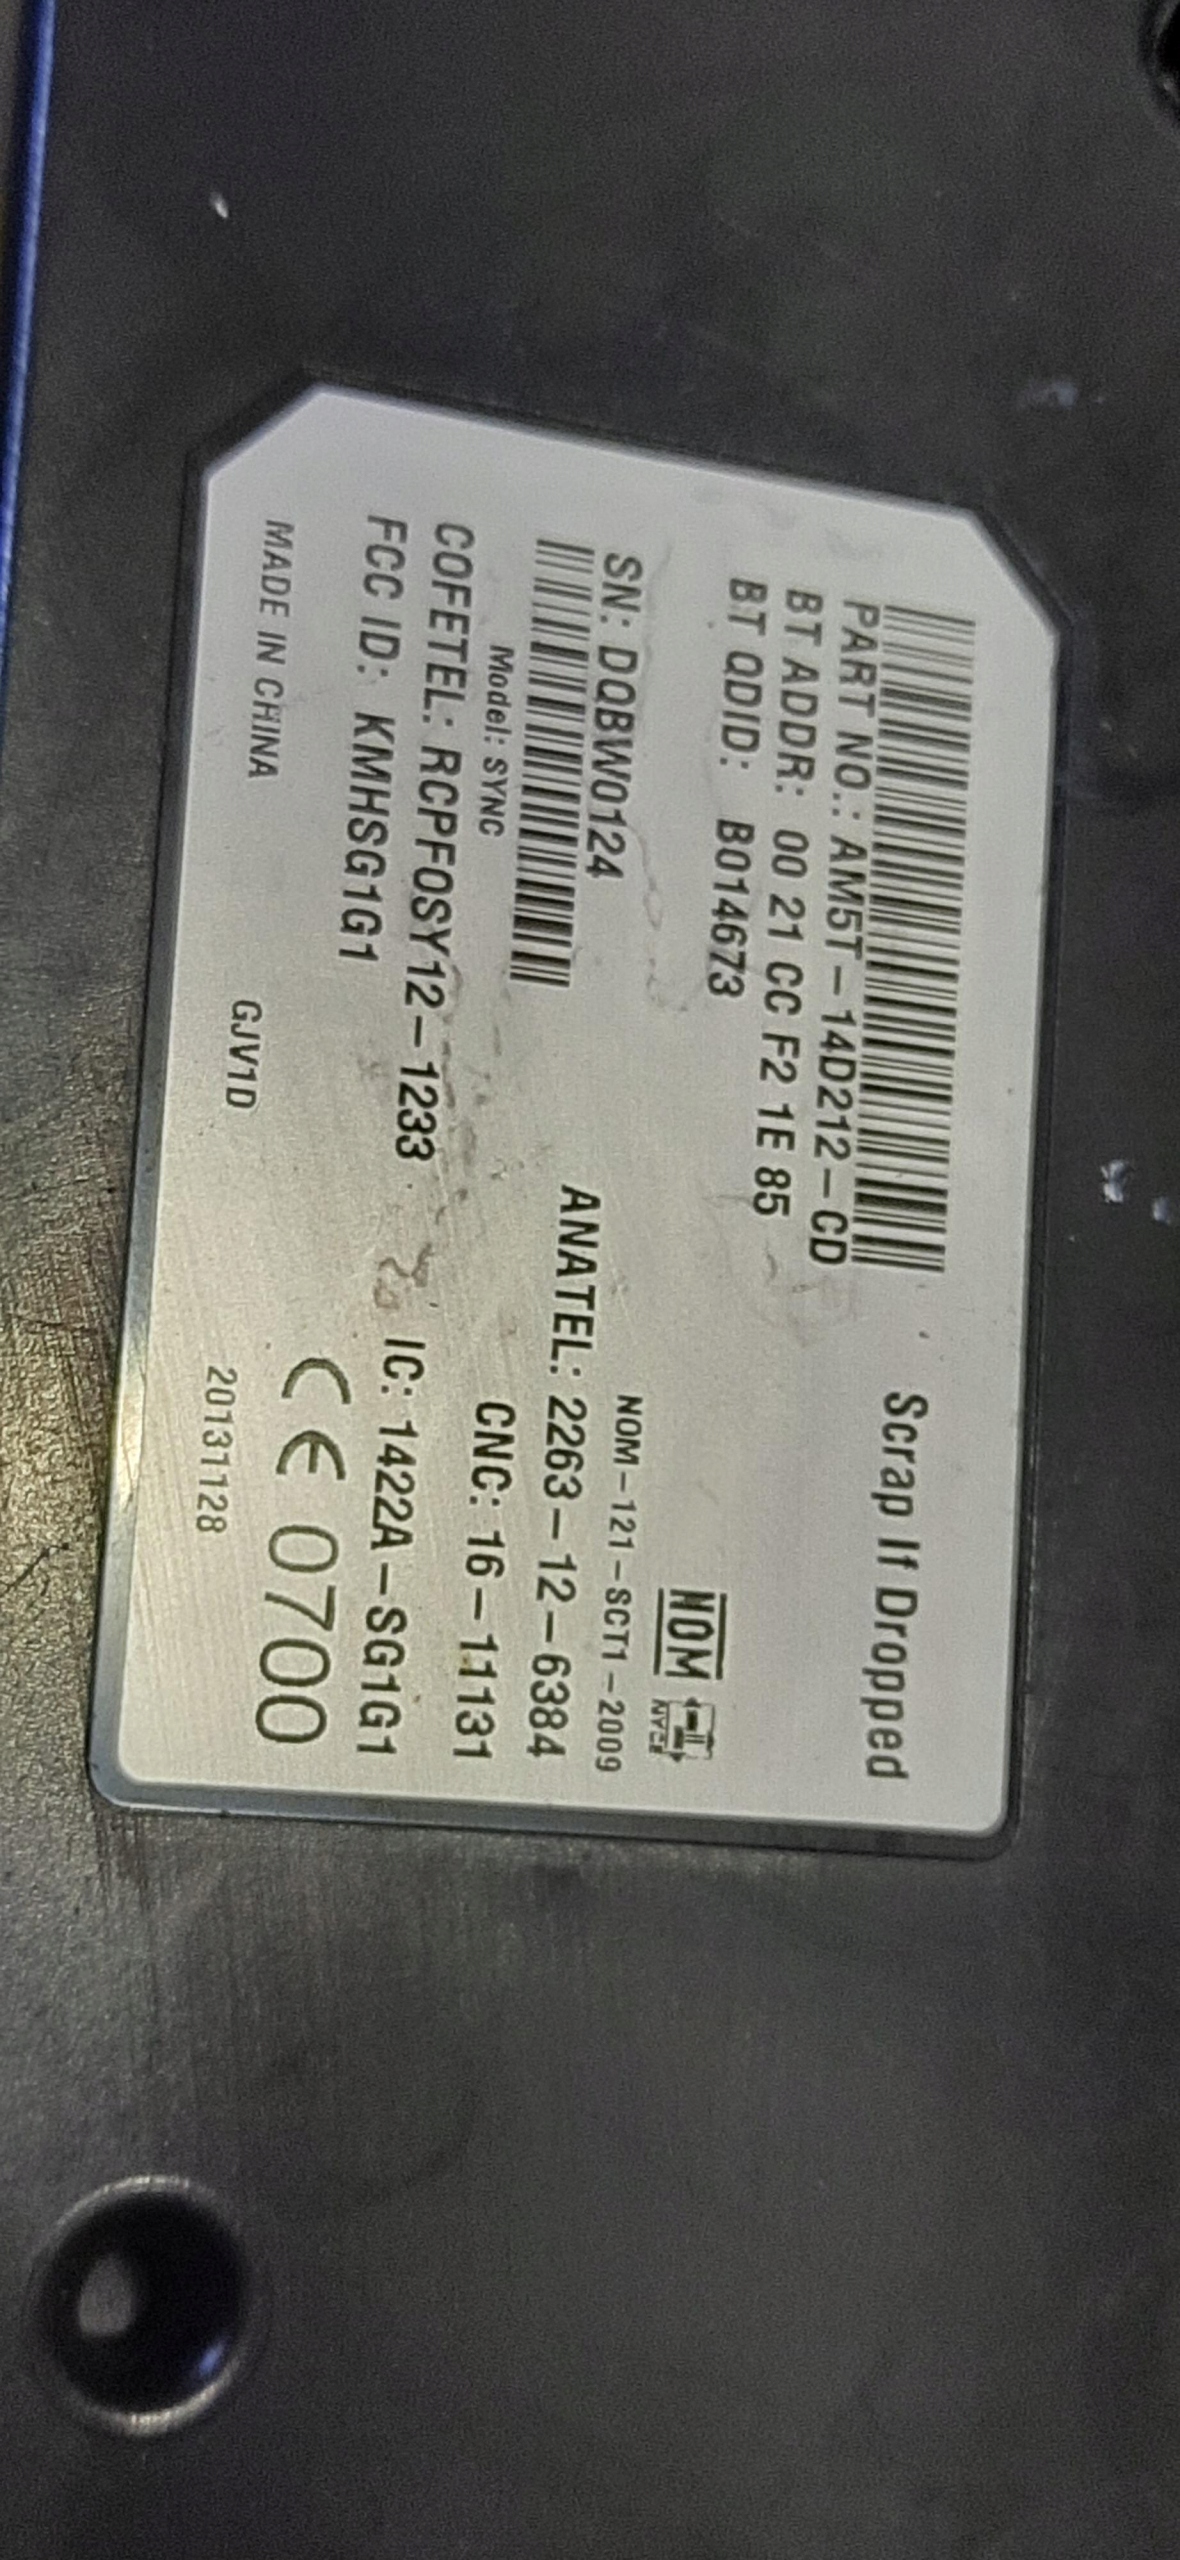 Scrap If Dropped
PART NO.: AM5T-14D212-CD
BT ADDR: 00 21 CC F2 1E 85
BT QDID: B014673
NOM NYCE
SN: DQBW0124
NOM-121-SCT1-2009
ANATEL: 2263-12-6384
Model: SYNC
CNC: 16-11131
COFETEL: RCPFOSY12-1233
IC: 1422A-SG1G1
FCC ID: KMHSG1G1
CE 0700
MADE IN CHINA GJV1D 20131128